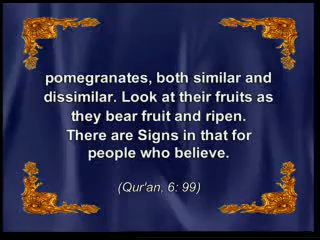 pomegranates, both similar and
dissimilar. Look at their fruits as
they bear fruit and ripen.
There are Signs in that for
people who believe.
(Qur'an, 6: 99)